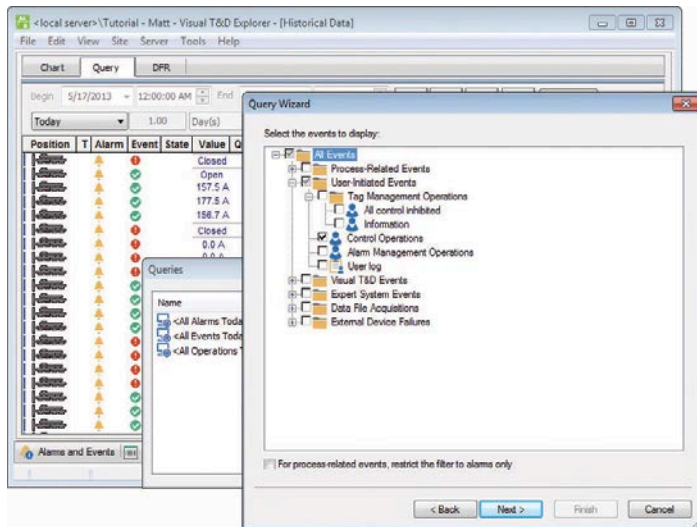 <local server>\Tutorial - Matt - Visual T&D Explorer - [Historical Data]
File Edit View Site Server Tools Help
Chart Query DFR
Begin 5/17/2013 12:00:00 AM End
Today 1.00 Day(s)
Position T Alarm Event State Value Q
Closed
Open
157.5 A
177.5 A
156.7 A
Closed
0.0 A
0.0 A
Queries
Name
<All Alarms Toda
<All Events Toda
<All Operations T
Alarms and Events
Query Wizard
Select the events to display:
All Events
Process-Related Events
User-Initiated Events
Tag Management Operations
All control inhibited
Information
Control Operations
Alarm Management Operations
User log
Visual T&D Events
Expert System Events
Data File Acquisitions
External Device Failures
For process-related events, restrict the filter to alarms only
< Back Next > Finish Cancel